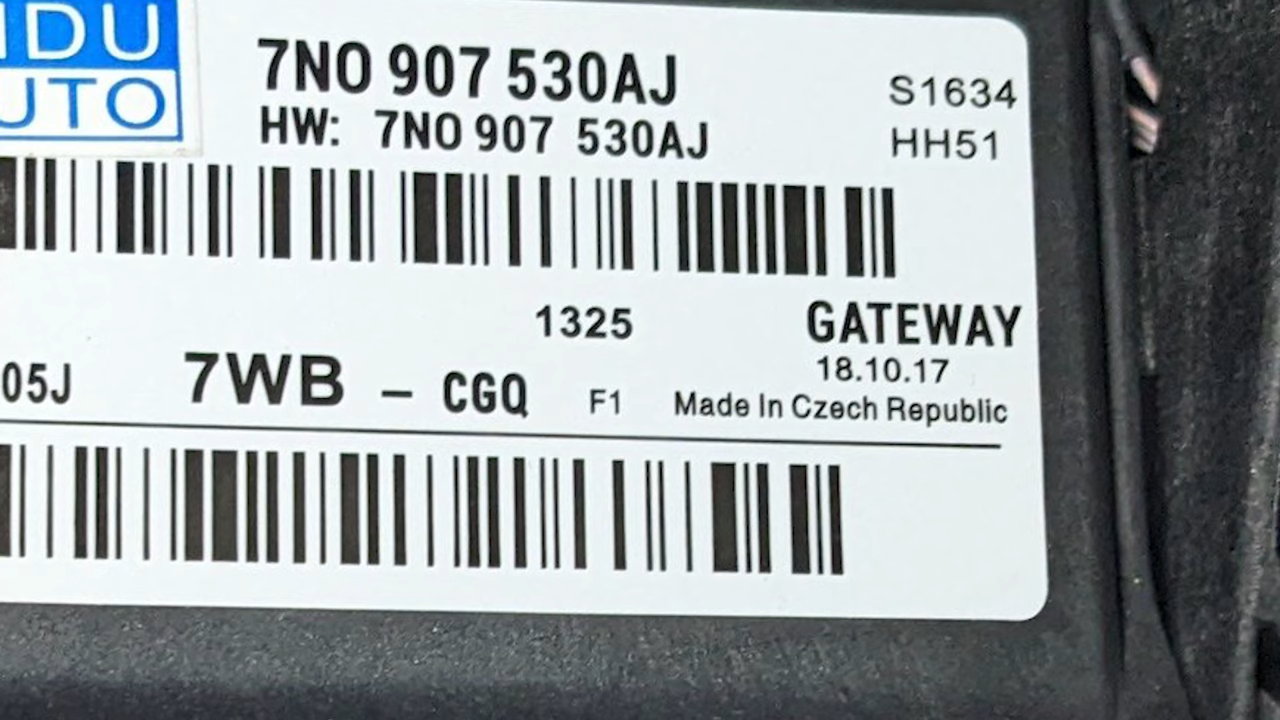 IDU
UTO
7N0 907 530AJ
HW: 7N0 907 530AJ
S1634
HH51
1325
GATEWAY
18.10.17
05J
7WB - CGQ
F1
Made In Czech Republic